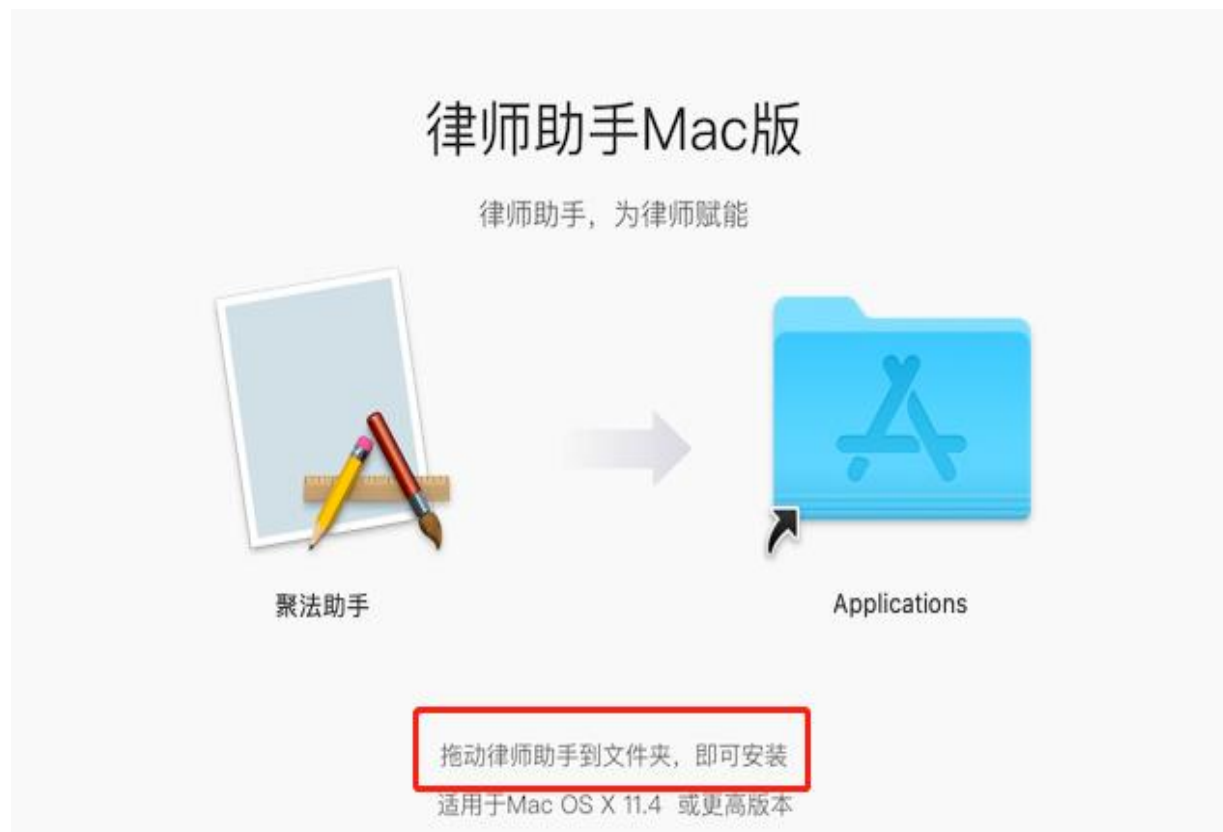 律师助手Mac版
律师助手，为律师赋能
聚法助手
Applications
拖动律师助手到文件夹，即可安装
适用于Mac OS X 11.4 或更高版本